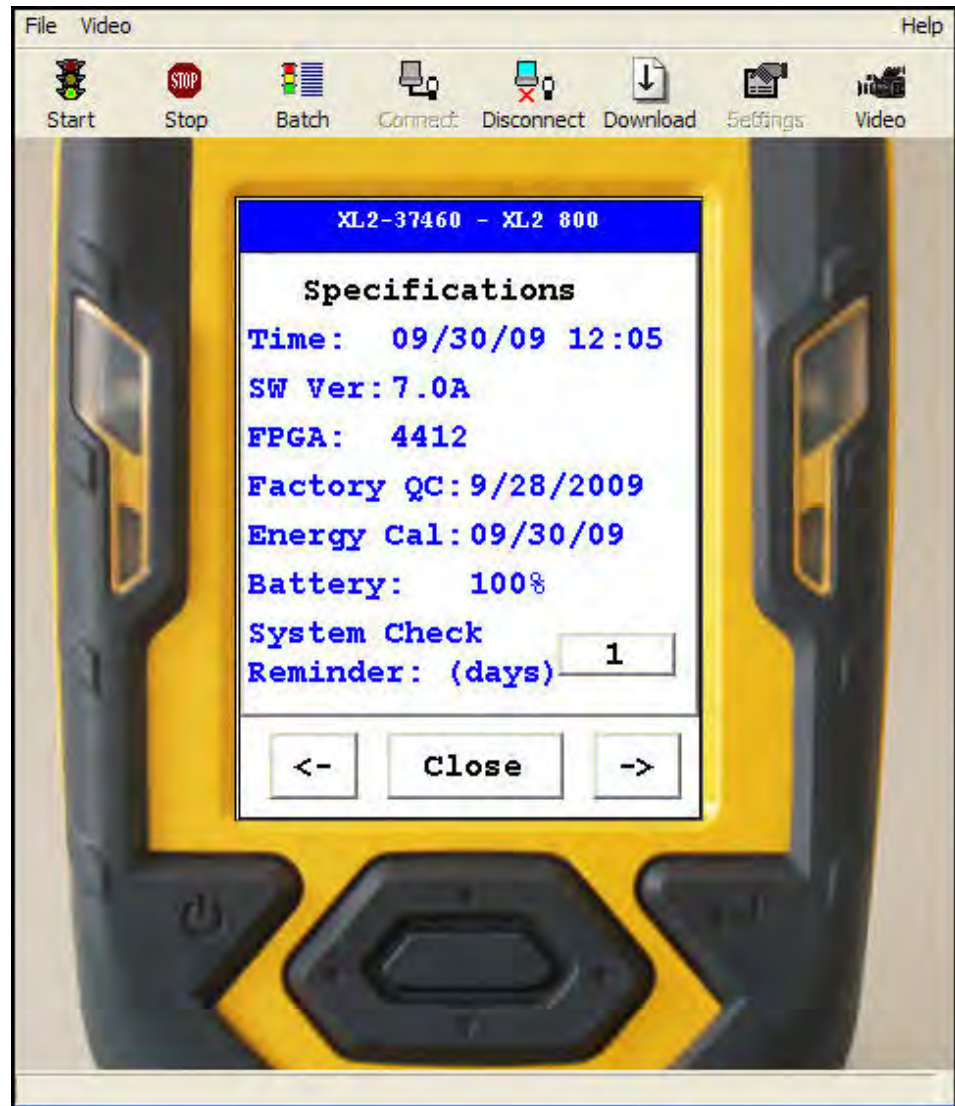 File Video Help
STOP
Start Stop Batch Connect Disconnect Download Settings Video
XL2-37460 - XL2 800
Specifications
Time: 09/30/09 12:05
SW Ver:7.0A
FPGA: 4412
Factory QC:9/28/2009
Energy Cal:09/30/09
Battery: 100%
System Check
Reminder: (days) 1
<- Close ->